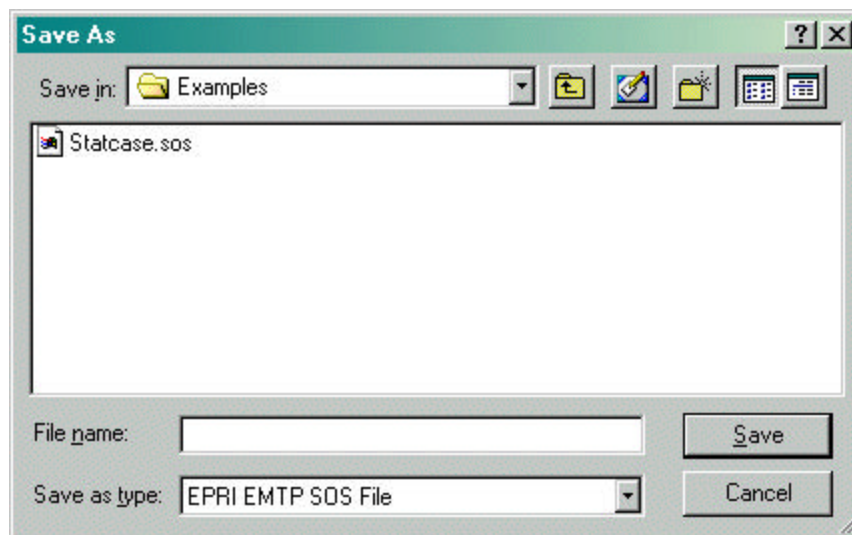 Save As
Save in: Examples
Statcase.sos
File name:
Save
Save as type: EPRI EMTP SOS File
Cancel